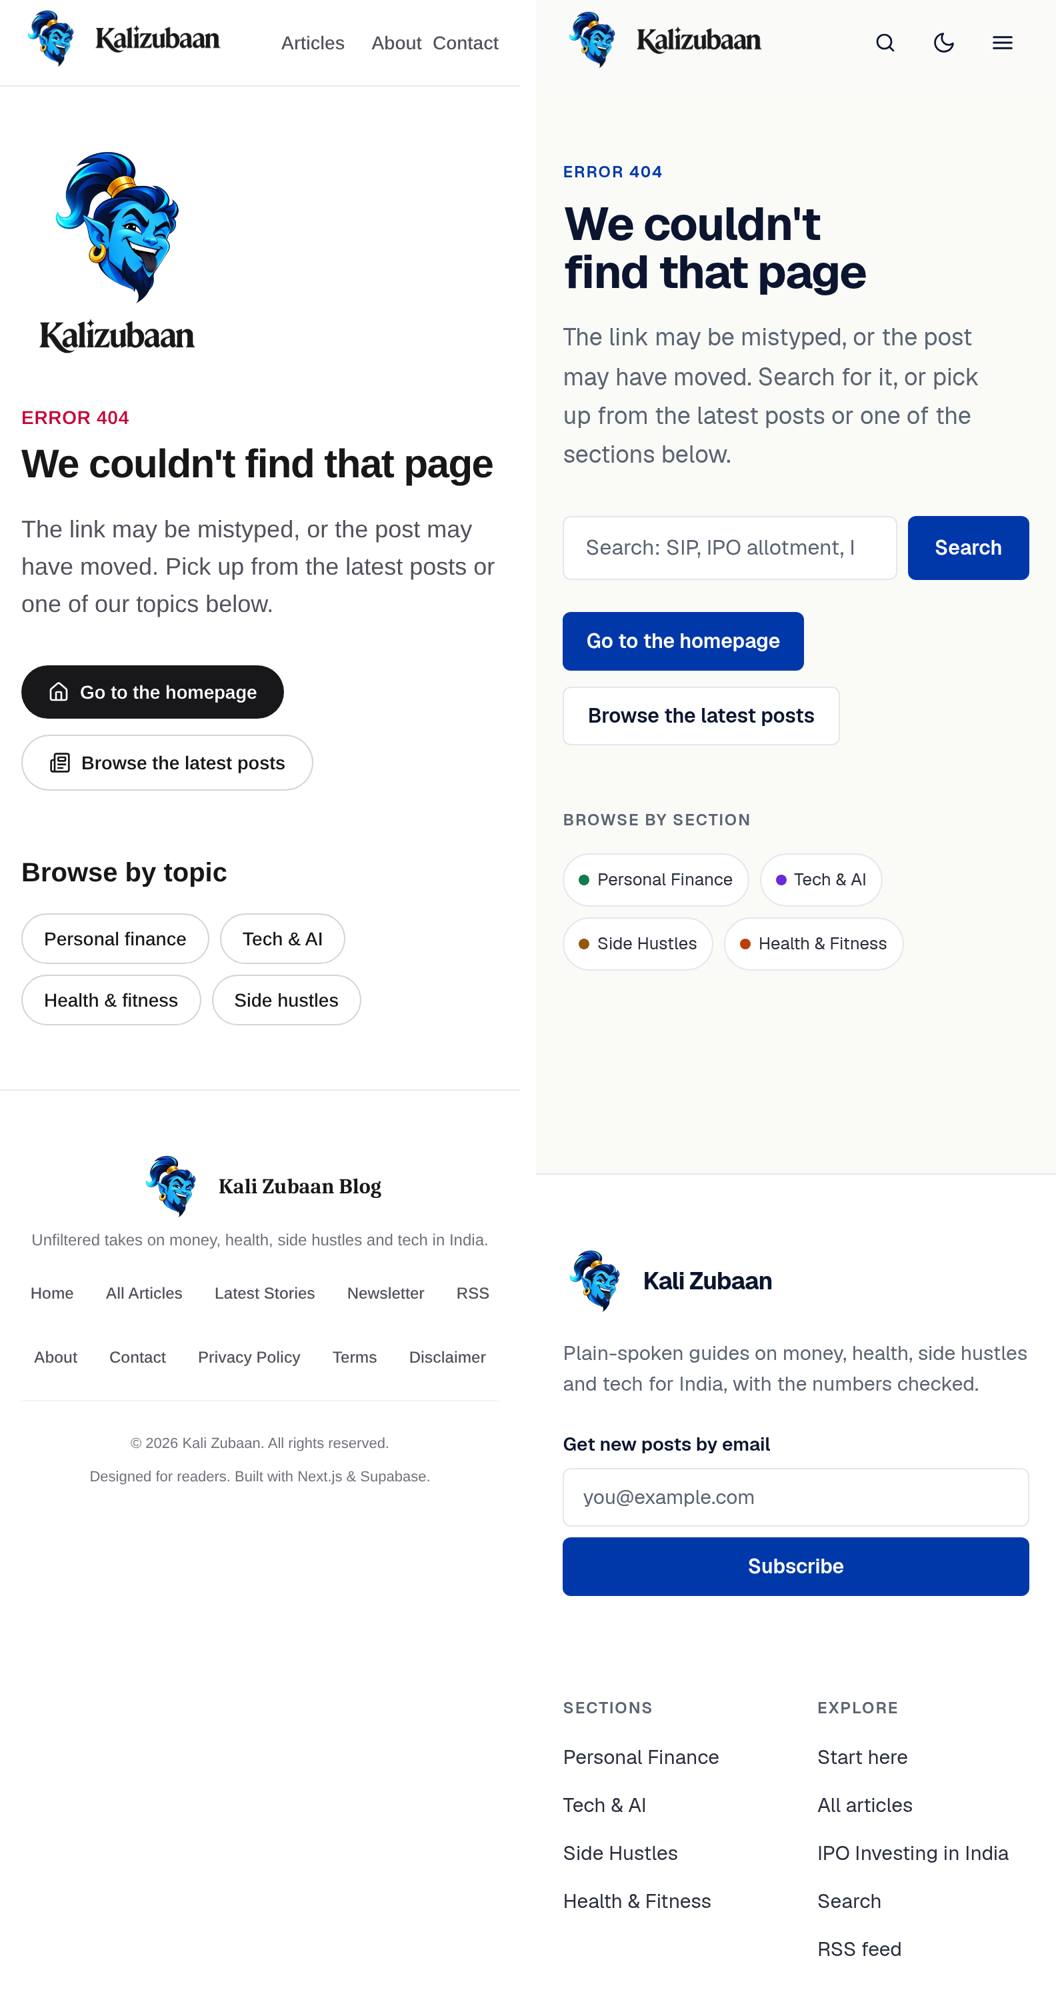 Kalizubaan
Articles About Contact
Kalizubaan
ERROR 404
We couldn't find that page
The link may be mistyped, or the post may
have moved. Pick up from the latest posts or
one of our topics below.
Go to the homepage
Browse the latest posts
Browse by topic
Personal finance
Tech & AI
Health & fitness
Side hustles
Kali Zubaan Blog
Unfiltered takes on money, health, side hustles and tech in India.
Home All Articles Latest Stories Newsletter RSS
About Contact Privacy Policy Terms Disclaimer
© 2026 Kali Zubaan. All rights reserved.
Designed for readers. Built with Next.js & Supabase.
Kalizubaan
ERROR 404
We couldn't
find that page
The link may be mistyped, or the post
may have moved. Search for it, or pick
up from the latest posts or one of the
sections below.
Search: SIP, IPO allotment, I
Search
Go to the homepage
Browse the latest posts
BROWSE BY SECTION
Personal Finance
Tech & AI
Side Hustles
Health & Fitness
Kali Zubaan
Plain-spoken guides on money, health, side hustles
and tech for India, with the numbers checked.
Get new posts by email
you@example.com
Subscribe
SECTIONS
Personal Finance
Tech & AI
Side Hustles
Health & Fitness
EXPLORE
Start here
All articles
IPO Investing in India
Search
RSS feed